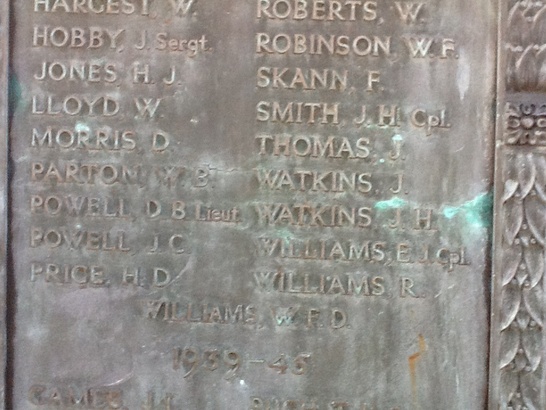 HARGEST, W. ROBERTS, W.
HOBBY, J. Sergt. ROBINSON, W. F.
JONES, H. J. SKANN, F.
LLOYD, W. SMITH, J. H. Cpl.
MORRIS, D. THOMAS, J.
PARTON, W. B. WATKINS, J.
POWELL, D. B. Lieut. WATKINS, J. H.
POWELL, J. C. WILLIAMS, E. J. Cpl.
PRICE, H. D. WILLIAMS, R.
WILLIAMS, W. F. D.
1939-45